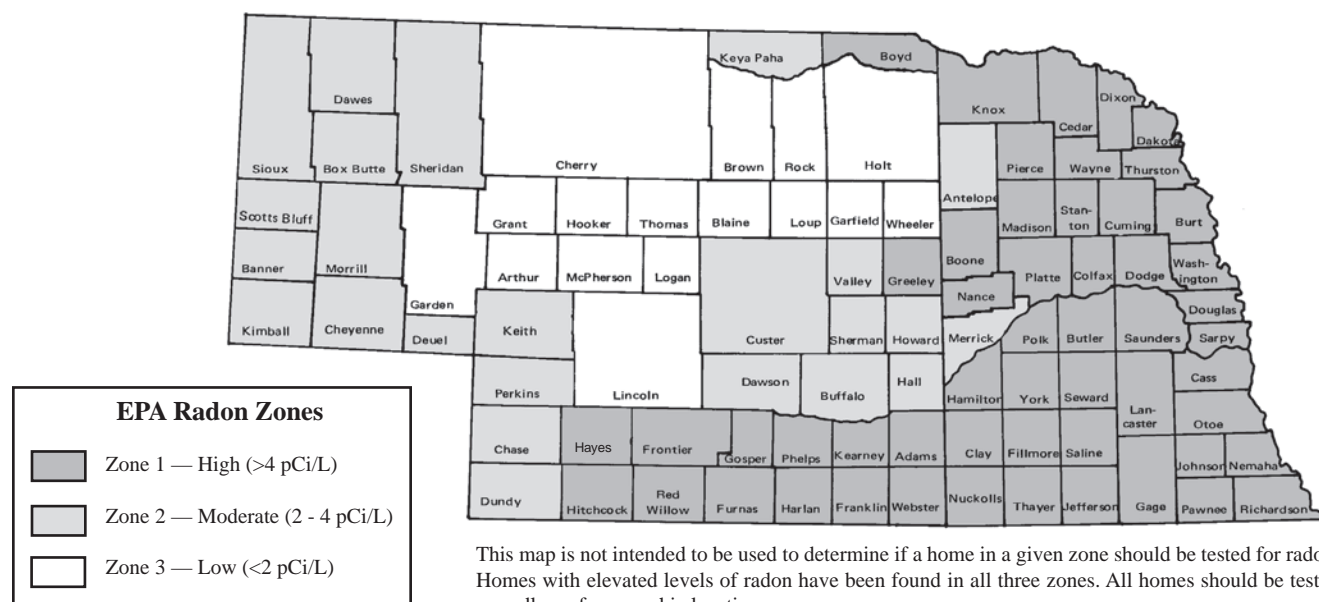 Keya Paha Boyd
Knox Dixon
Dawes Cedar
Dakota
Sioux Box Butte Sheridan Cherry Brown Rock Holt Pierce Wayne Thurston
Antelope
Scotts Bluff Grant Hooker Thomas Blaine Loup Garfield Wheeler Madison Stan-
ton Cuming Burt
Banner Morrill Arthur McPherson Logan Valley Greeley Boone Platte Colfax Dodge Wash-
ington
Garden Nance
Kimball Cheyenne Deuel Keith Custer Sherman Howard Merrick Polk Butler Saunders Douglas
Sarpy
Perkins Lincoln Dawson Buffalo Hall Hamilton York Seward Cass
Lan-
caster Otoe
Chase Hayes Frontier Gosper Phelps Kearney Adams Clay Fillmore Saline
Johnson Nemaha
Dundy Hitchcock Red
Willow Furnas Harlan Franklin Webster Nuckolls Thayer Jefferson Gage Pawnee Richardson
EPA Radon Zones
Zone 1 — High (>4 pCi/L)
Zone 2 — Moderate (2 - 4 pCi/L)
Zone 3 — Low (<2 pCi/L)
This map is not intended to be used to determine if a home in a given zone should be tested for
Homes with elevated levels of radon have been found in all three zones. All homes should be